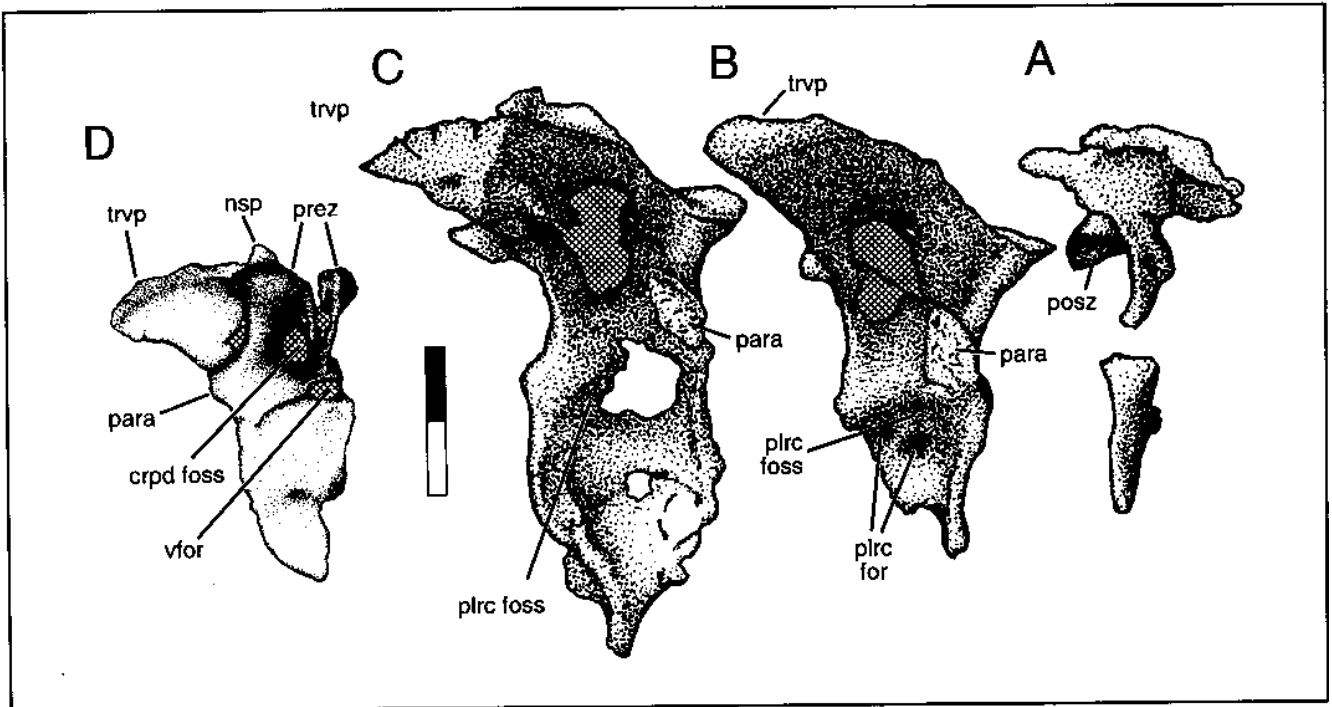 D
trvp
nsp
prez
para
crpd foss
vfor
C
trvp
para
plrc foss
B
trvp
para
plrc
foss
plrc
for
A
posz